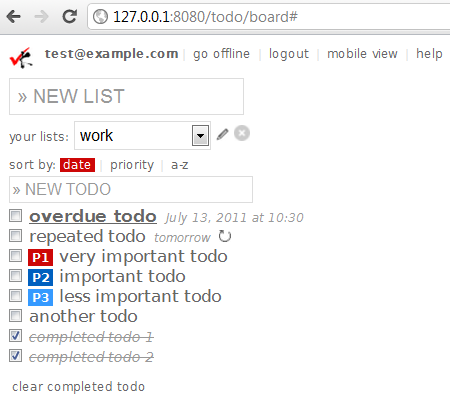 127.0.0.1:8080/todo/board#
test@example.com | go offline | logout | mobile view | help
» NEW LIST
your lists: work
sort by: date | priority | a-z
» NEW TODO
overdue todo July 13, 2011 at 10:30
repeated todo tomorrow
P1 very important todo
P2 important todo
P3 less important todo
another todo
completed todo 1
completed todo 2
clear completed todo